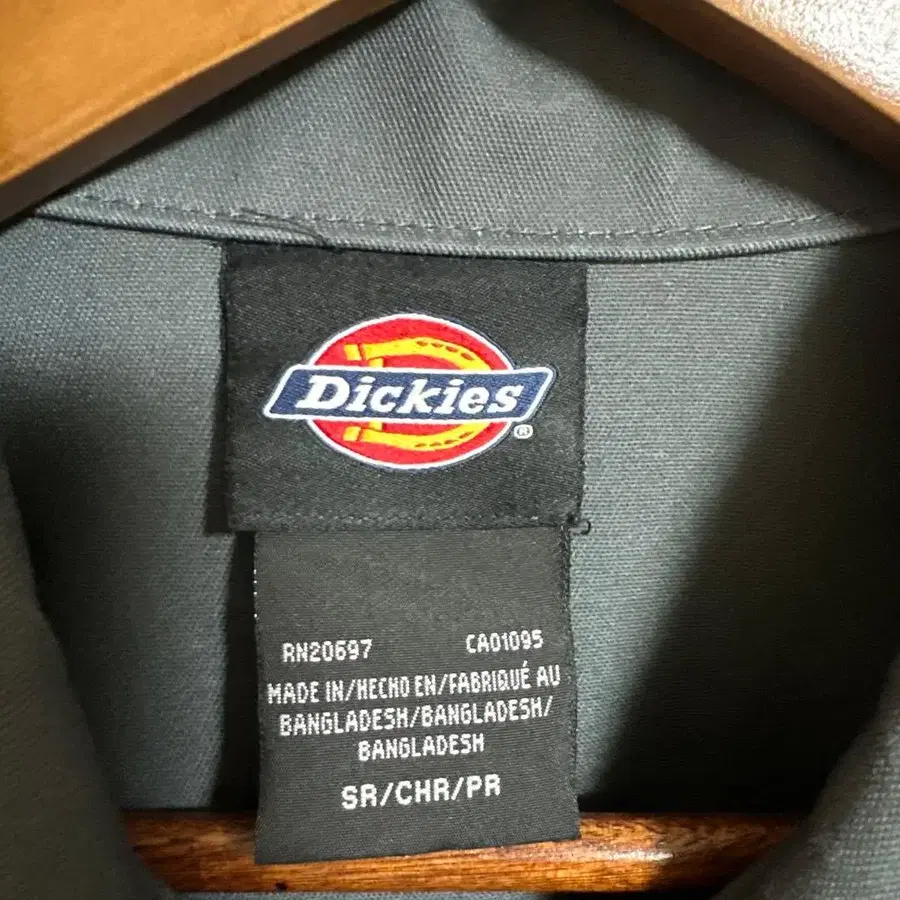 Dickies
®
RN20697 CA01095
MADE IN/HECHO EN/FABRIQUÉ AU
BANGLADESH/BANGLADESH/
BANGLADESH
SR/CHR/PR